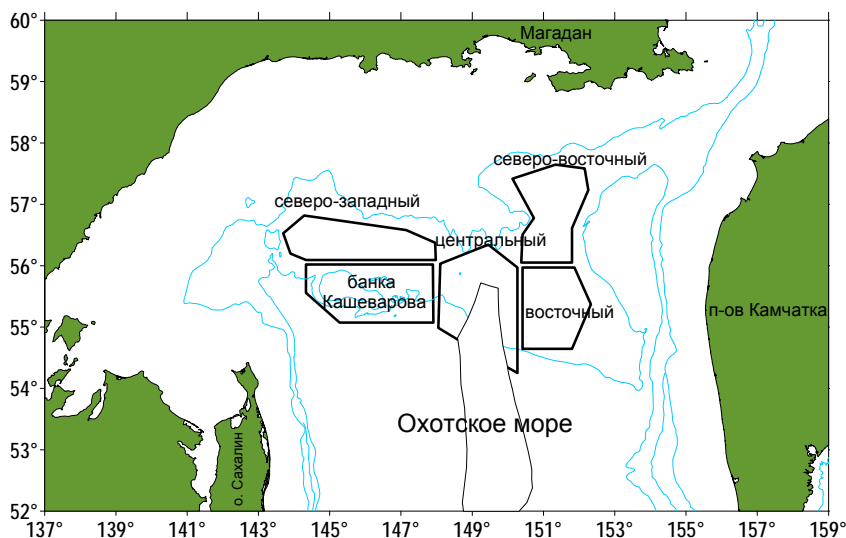 60°
Магадан
59°
58°
северо-восточный
57°
северо-западный
центральный
56°
банка
Кашеварова
55°
восточный
п-ов Камчатка
54°
Охотское море
53°
о. Сахалин
52°
137° 139° 141° 143° 145° 147° 149° 151° 153° 155° 157° 159°